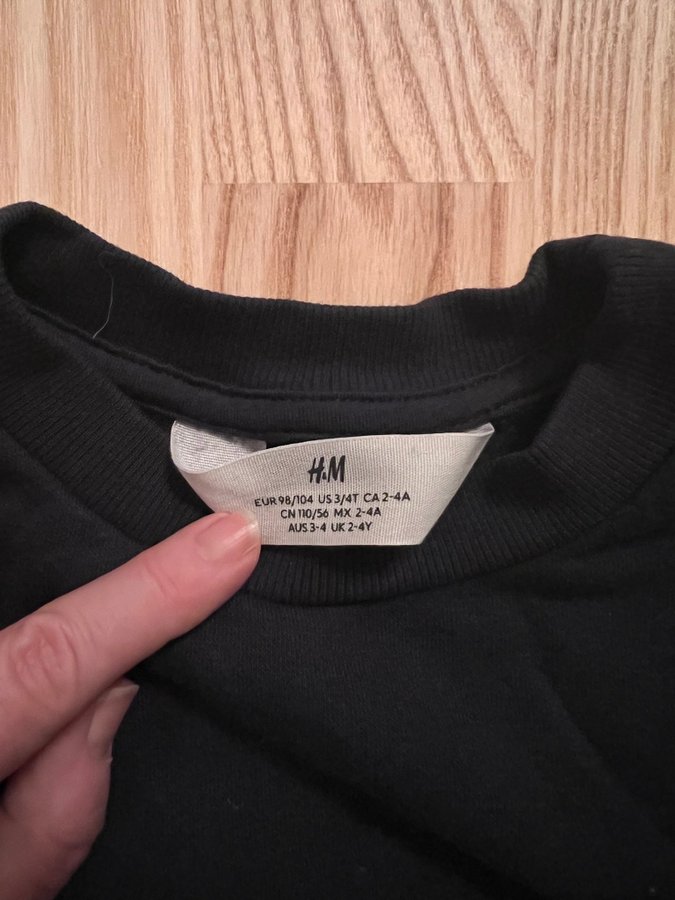 H&M
EUR 98/104 US 3/4T CA 2-4A
CN 110/56 MX 2-4A
AUS 3-4 UK 2-4Y